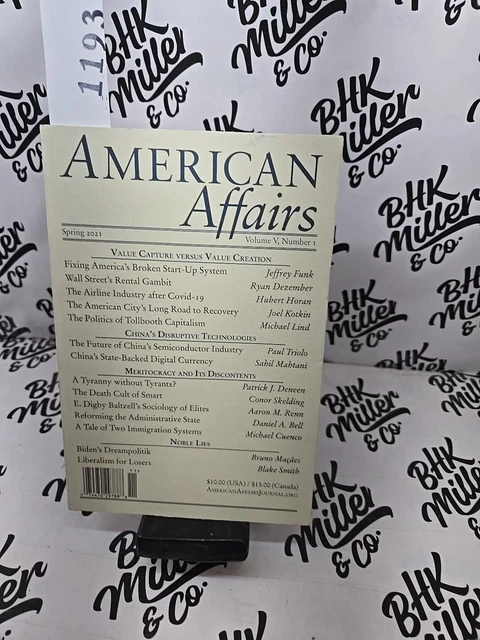 1193
AMERICAN
Affairs
Spring 2021 Volume V, Number 1
VALUE CAPTURE VERSUS VALUE CREATION
Fixing America's Broken Start-Up System Jeffrey Funk
Wall Street's Rental Gambit Ryan Dezember
The Airline Industry after Covid-19 Hubert Horan
The American City's Long Road to Recovery Joel Kotkin
The Politics of Tollbooth Capitalism Michael Lind
CHINA'S DISRUPTIVE TECHNOLOGIES
The Future of China's Semiconductor Industry Paul Triolo
China's State-Backed Digital Currency Sahil Mahtani
MERITOCRACY AND ITS DISCONTENTS
A Tyranny without Tyrants? Patrick J. Deneen
The Death Cult of Smart Conor Skelding
E. Digby Baltzell's Sociology of Elites Aaron M. Renn
Reforming the Administrative State Daniel A. Bell
A Tale of Two Immigration Systems Michael Cuenco
NOBLE LIES
Biden's Dreampolitik Bruno Maçães
Liberalism for Losers Blake Smith
$10.00 (USA) / $13.00 (Canada)
AMERICANAFFAIRSJOURNAL.ORG
BHK
Miller
& Co.